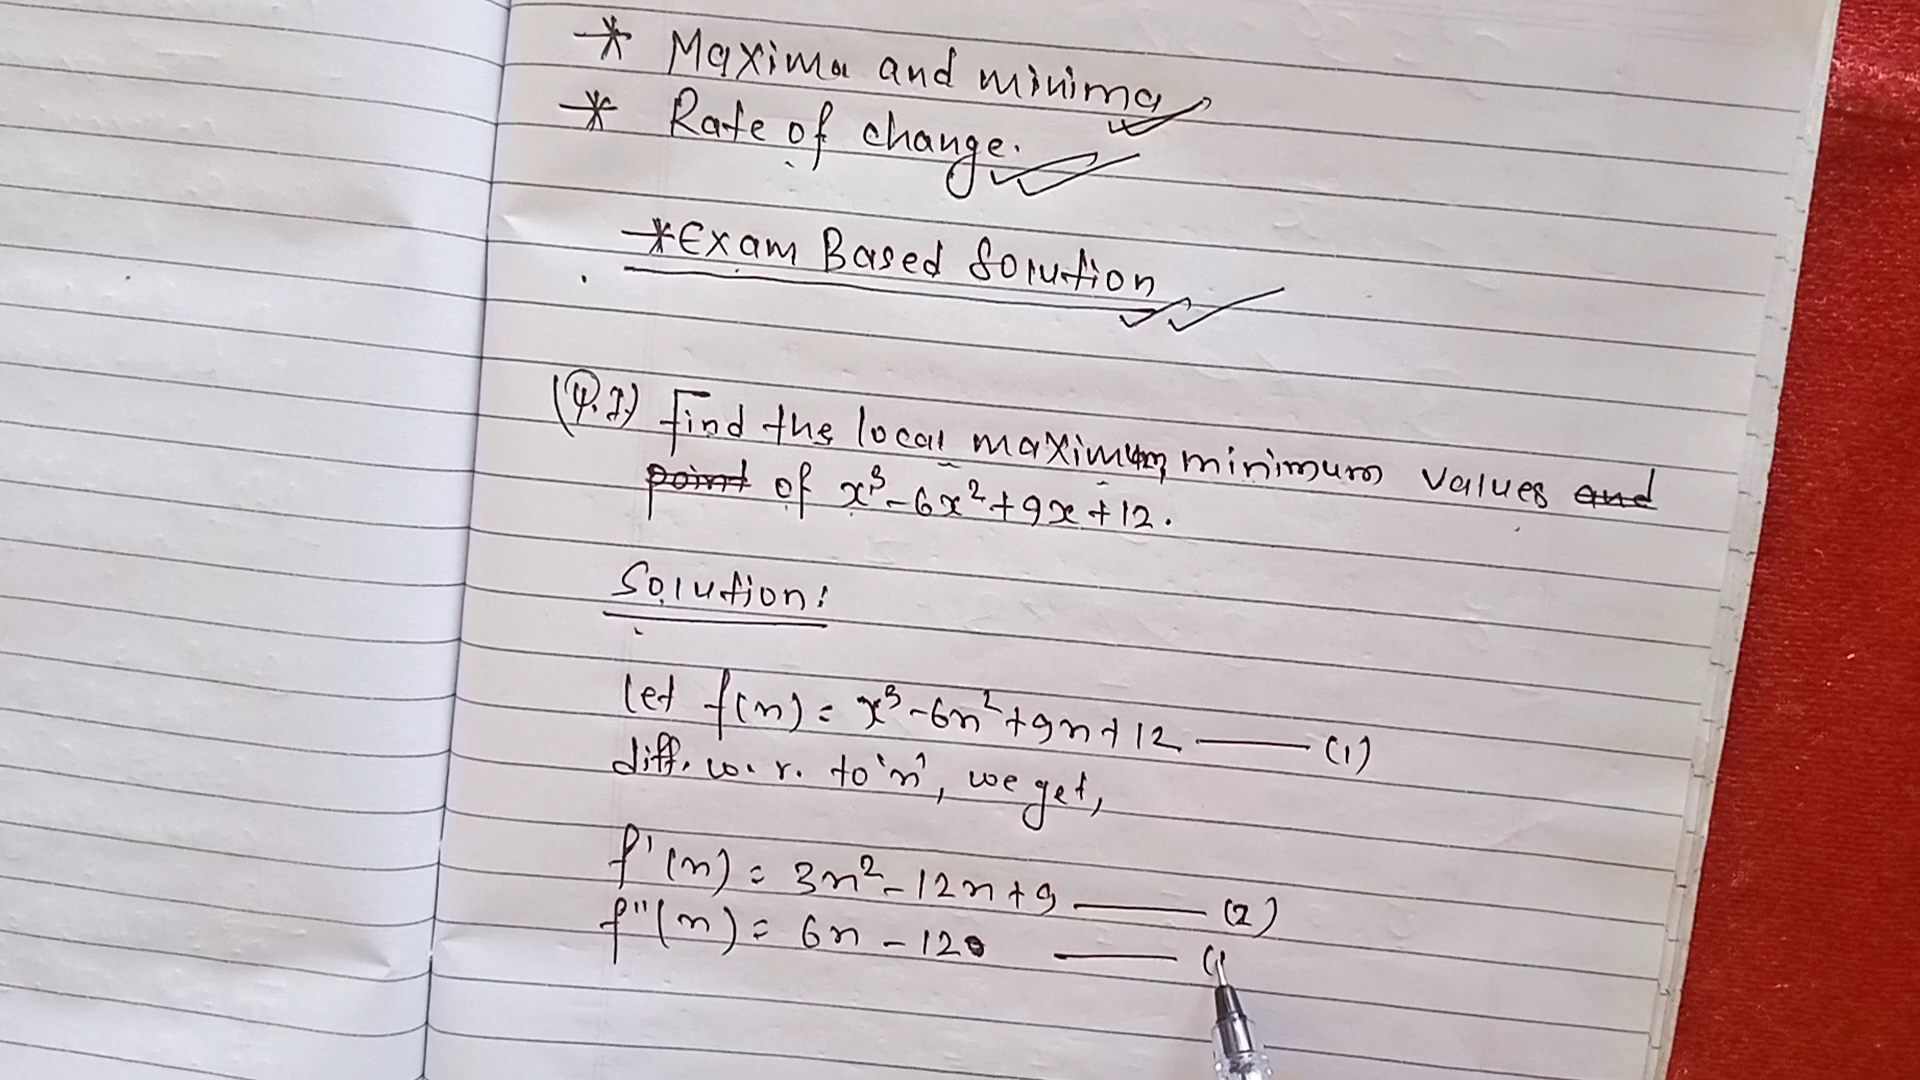 * Maxima and minima
* Rate of change.
* Exam Based Solution
(Q.1) Find the local maximum, minimum values and
point of x³-6x²+9x+12.
Solution:
let f(x) = x³-6x²+9x+12 —— (1)
diff. w. r. to 'x', we get,
f'(x) = 3x²-12x+9 —— (2)
f''(x) = 6x-12 —— (